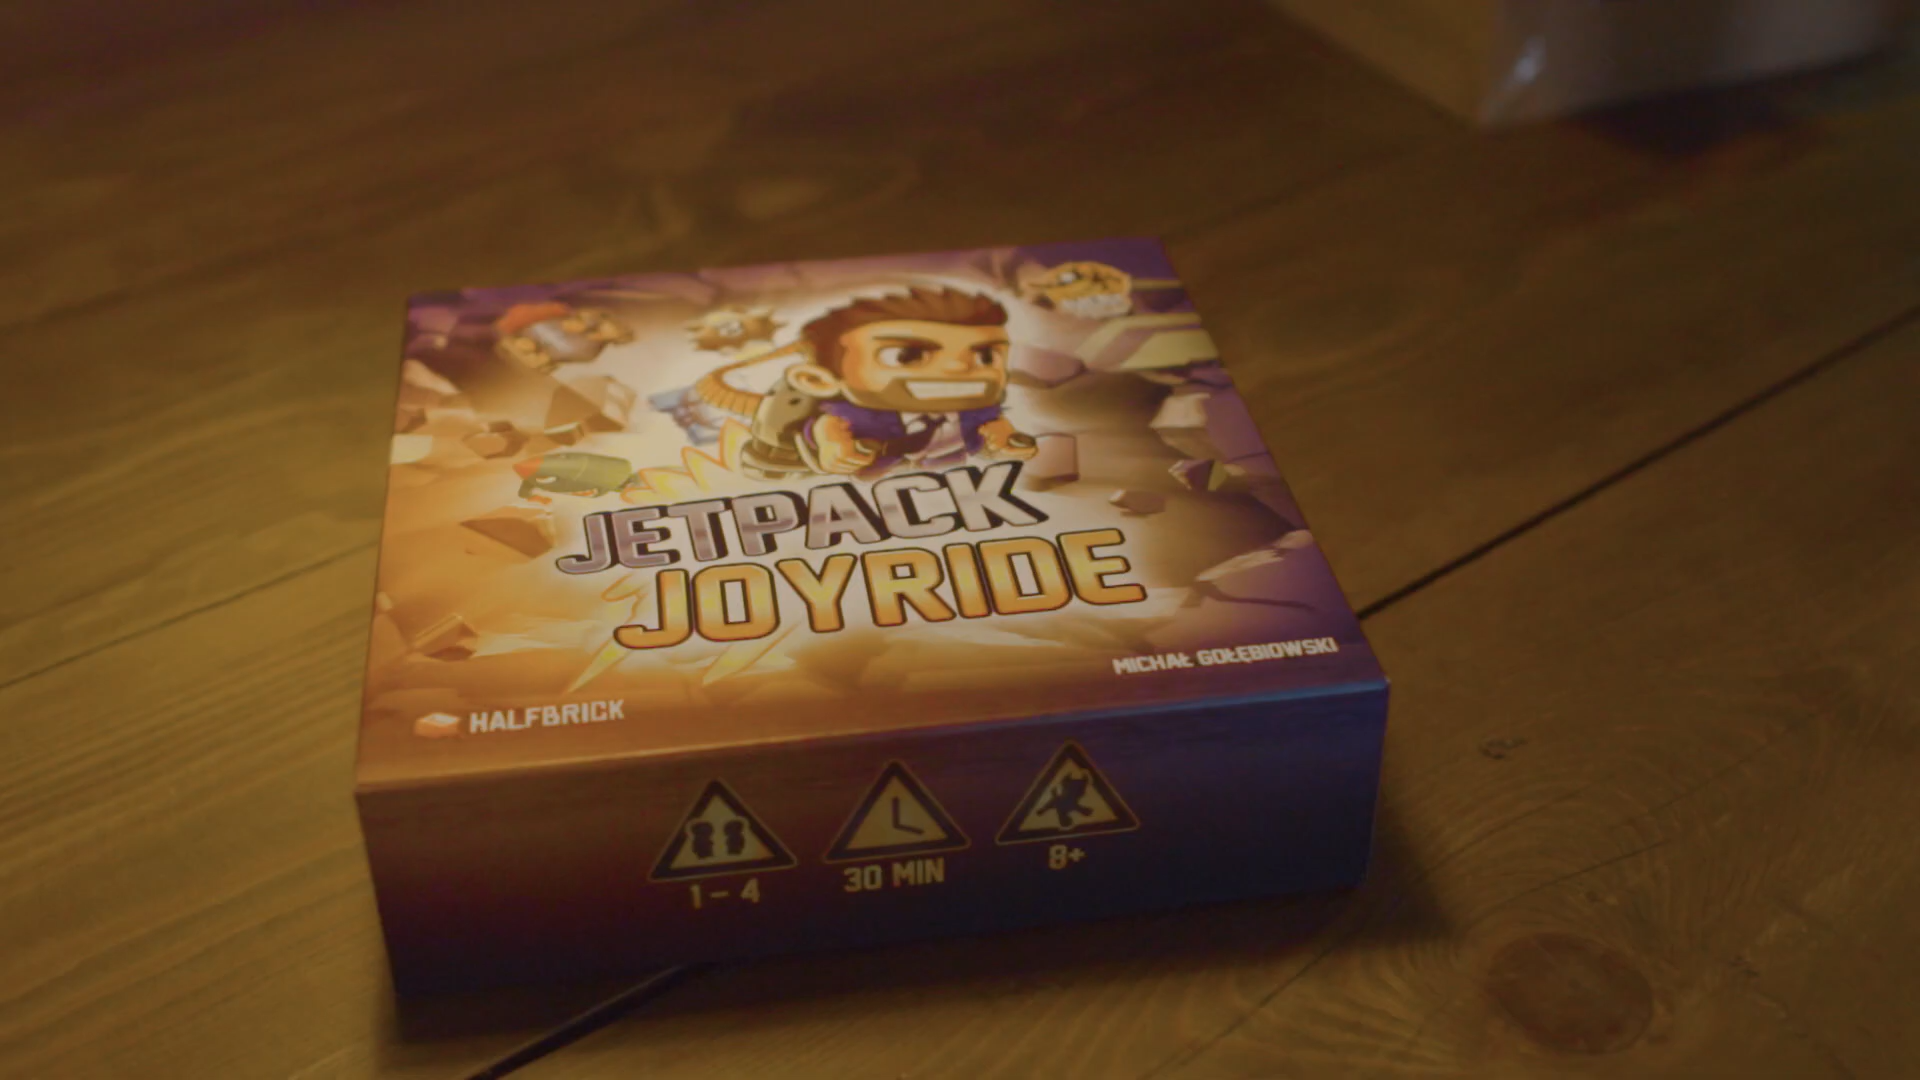 JETPACK
JOYRIDE
MICHAŁ GOŁĘBIOWSKI
HALFBRICK
1 – 4
30 MIN
8+